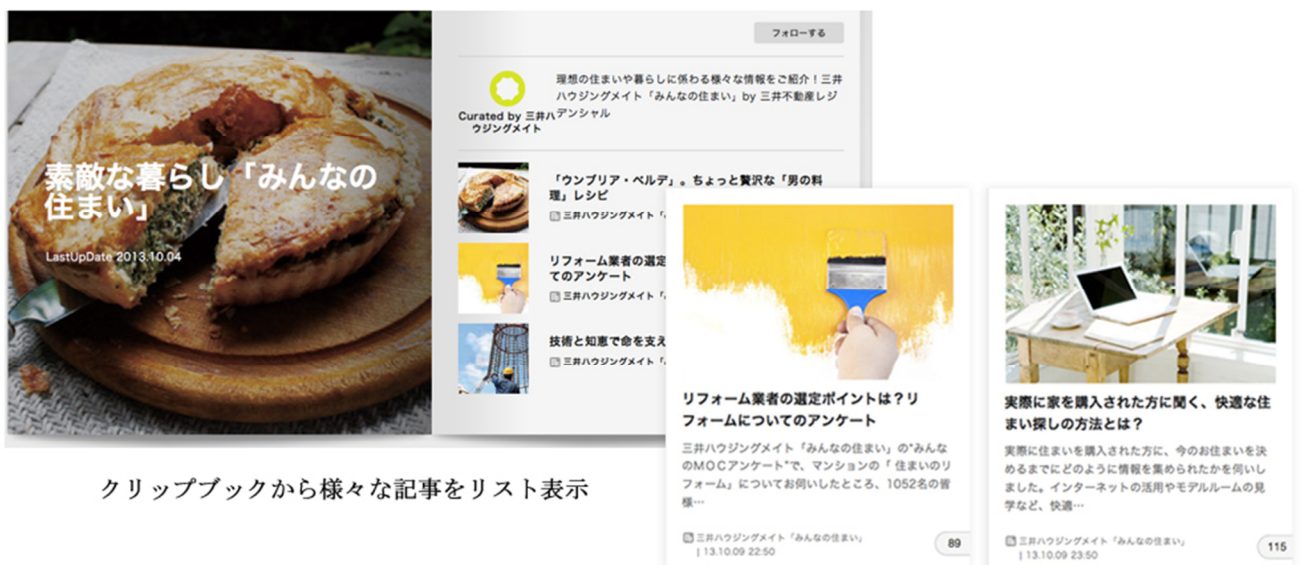 素敵な暮らし「みんなの
住まい」
LastUpDate 2013.10.04
フォローする
Curated by 三井ハ
ウジングメイト
理想の住まいや暮らしに係わる様々な情報をご紹介！三井
ハウジングメイト「みんなの住まい」by 三井不動産レジ
デンシャル
「ウンブリア・ベルデ」。ちょっと贅沢な「男の料
理」レシピ
三井ハウジングメイト「
リフォーム業者の選定
てのアンケート
三井ハウジングメイト「
技術と知恵で命を支え
三井ハウジングメイト「
クリップブックから様々な記事をリスト表示
リフォーム業者の選定ポイントは？リ
フォームについてのアンケート
三井ハウジングメイト「みんなの住まい」の"みんな
のMOCアンケート"で、マンションの「 住まいのリ
フォーム」についてお伺いしたところ、1052名の皆
様…
三井ハウジングメイト「みんなの住まい」
| 13.10.09 22:50
89
実際に家を購入された方に聞く、快適な住
まい探しの方法とは？
実際に住まいを購入された方に、今のお住まいを決
めるまでにどのように情報を集められたかを伺いし
ました。インターネットの活用やモデルルームの見
学など、快適…
三井ハウジングメイト「みんなの住まい」
| 13.10.09 23:50
115